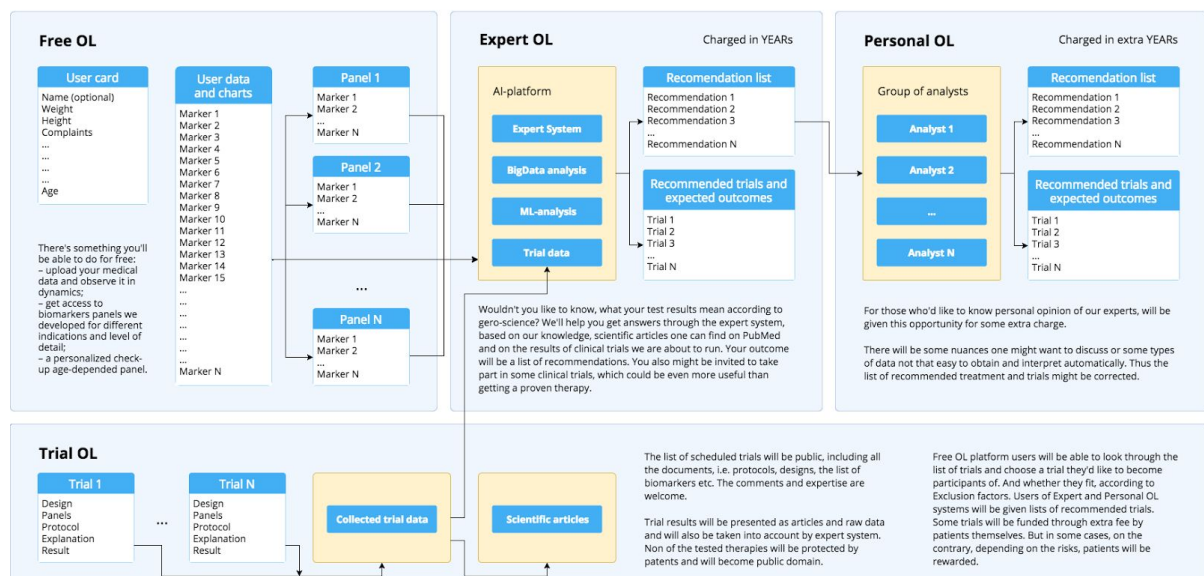 Free OL
User card
Name (optional)
Weight
Height
Complaints
...
...
...
...
Age
There's something you'll
be able to do for free:
– upload your medical
data and observe it in
dynamics;
– get access to
biomarkers panels we
developed for different
indications and level of
detail;
– a personalized check-
up age-depended panel.
User data
and charts
Marker 1
Marker 2
Marker 3
Marker 4
Marker 5
Marker 6
Marker 7
Marker 8
Marker 9
Marker 10
Marker 11
Marker 12
Marker 13
Marker 14
Marker 15
...
...
...
...
...
...
Marker N
Panel 1
Marker 1
Marker 2
...
Marker N
Panel 2
Marker 1
Marker 2
...
Marker N
...
Panel N
Marker 1
Marker 2
...
Marker N
Expert OL
Charged in YEARs
AI-platform
Expert System
BigData analysis
ML-analysis
Trial data
Recomendation list
Recommendation 1
Recommendation 2
Recommendation 3
...
Recommendation N
Recommended trials and
expected outcomes
Trial 1
Trial 2
Trial 3
...
Trial N
Wouldn't you like to know, what your test results mean according to
gero-science? We'll help you get answers through the expert system,
based on our knowledge, scientific articles one can find on PubMed
and on the results of clinical trials we are about to run. Your outcome
will be a list of recommendations. You also might be invited to take
part in some clinical trials, which could be even more useful than
getting a proven therapy.
Personal OL
Charged in extra YEARs
Group of analysts
Analyst 1
Analyst 2
...
Analyst N
Recomendation list
Recommendation 1
Recommendation 2
Recommendation 3
...
Recommendation N
Recommended trials and
expected outcomes
Trial 1
Trial 2
Trial 3
...
Trial N
For those who'd like to know personal opinion of our experts, will be
given this opportunity for some extra charge.
There will be some nuances one might want to discuss or some types
of data not that easy to obtain and interpret automatically. Thus the
list of recommended treatment and trials might be corrected.
Trial OL
Trial 1
Design
Panels
Protocol
Explanation
Result
...
Trial N
Design
Panels
Protocol
Explanation
Result
Collected trial data
Scientific articles
The list of scheduled trials will be public, including all
the documents, i.e. protocols, designs, the list of
biomarkers etc. The comments and expertise are
welcome.
Trial results will be presented as articles and raw data
and will also be taken into account by expert system.
Non of the tested therapies will be protected by
patents and will become public domain.
Free OL platform users will be able to look through the
list of trials and choose a trial they'd like to become
participants of. And whether they fit, according to
Exclusion factors. Users of Expert and Personal OL
systems will be given lists of recommended trials.
Some trials will be funded through extra fee by
patients themselves. But in some cases, on the
contrary, depending on the risks, patients will be
rewarded.